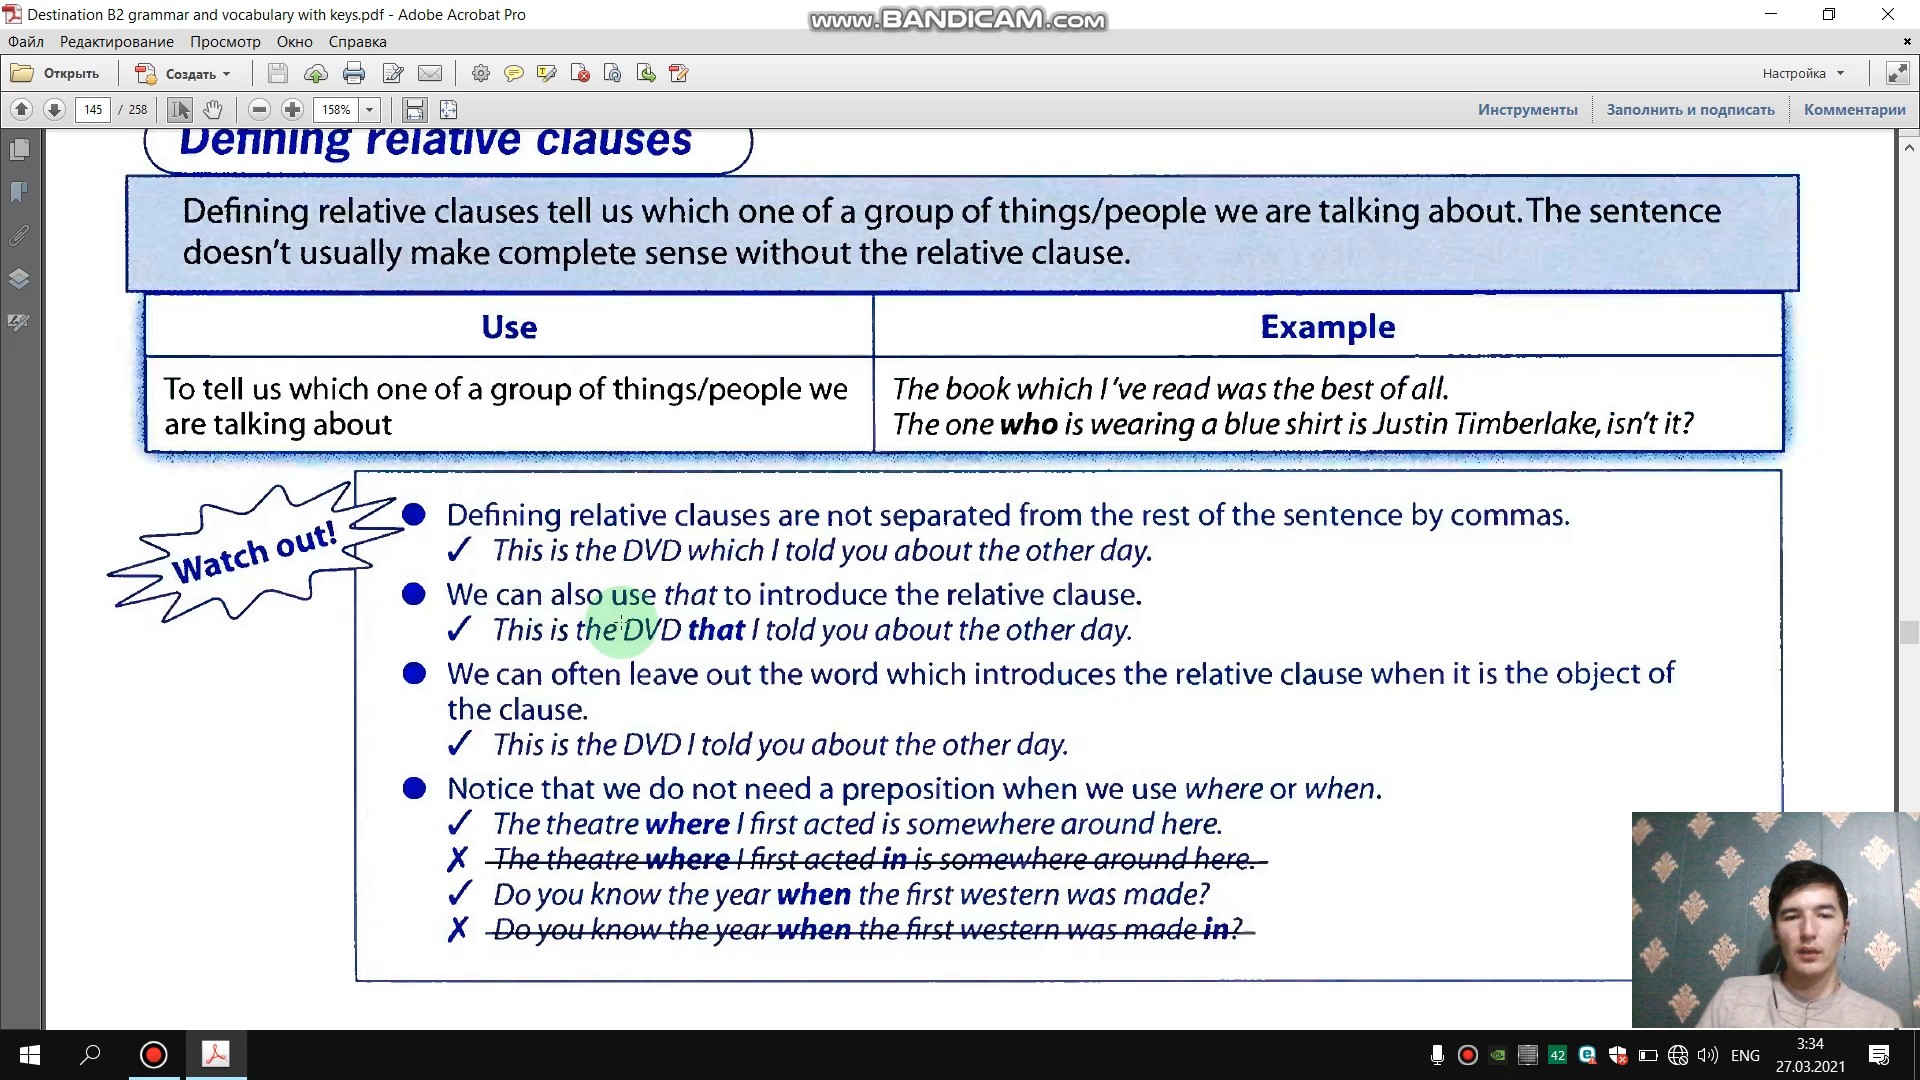 Destination B2 grammar and vocabulary with keys.pdf - Adobe Acrobat Pro
www.BANDICAM.com
Файл Редактирование Просмотр Окно Справка
Открыть Создать Настройка
145 / 258 158% Инструменты Заполнить и подписать Комментарии
Defining relative clauses
Defining relative clauses tell us which one of a group of things/people we are talking about. The sentence
doesn't usually make complete sense without the relative clause.
Use Example
To tell us which one of a group of things/people we
are talking about
The book which I've read was the best of all.
The one who is wearing a blue shirt is Justin Timberlake, isn't it?
Watch out!
● Defining relative clauses are not separated from the rest of the sentence by commas.
✓ This is the DVD which I told you about the other day.
● We can also use that to introduce the relative clause.
✓ This is the DVD that I told you about the other day.
● We can often leave out the word which introduces the relative clause when it is the object of
the clause.
✓ This is the DVD I told you about the other day.
● Notice that we do not need a preposition when we use where or when.
✓ The theatre where I first acted is somewhere around here.
✗ The theatre where I first acted in is somewhere around here.
✓ Do you know the year when the first western was made?
✗ Do you know the year when the first western was made in?
42 ENG 3:34
27.03.2021